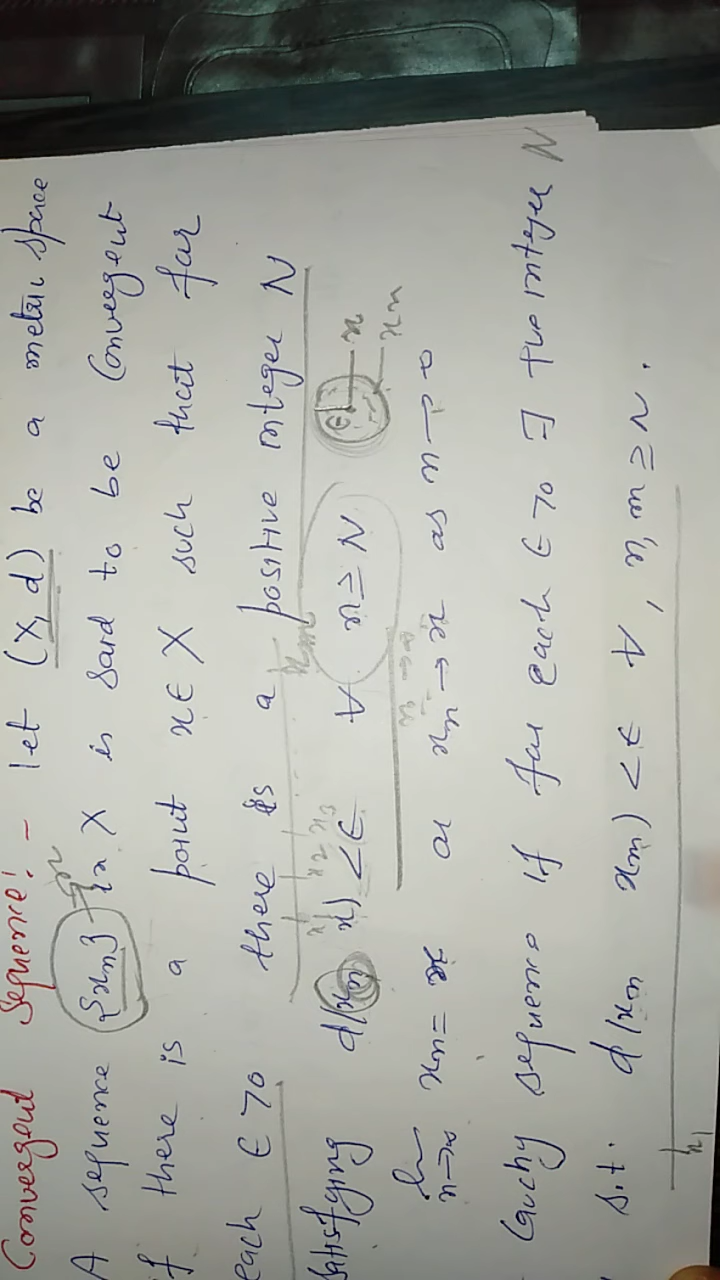 Convergent Sequence! - let (X, d) be a metric space
A sequence {xn} in X is said to be Convergent
if there is a point x ∈ X such that for
each ∈ > 0 there is a positive integer N
satisfying d(xn, x) < ∈ ∀ n ≥ N
x
xn
lim n→∞ xn = x or xn → x as n → ∞
Cauchy sequence if for each ∈ > 0 ∃ +ve integer N
s.t. d(xn xm) < ∈ ∀, n, m ≥ N.